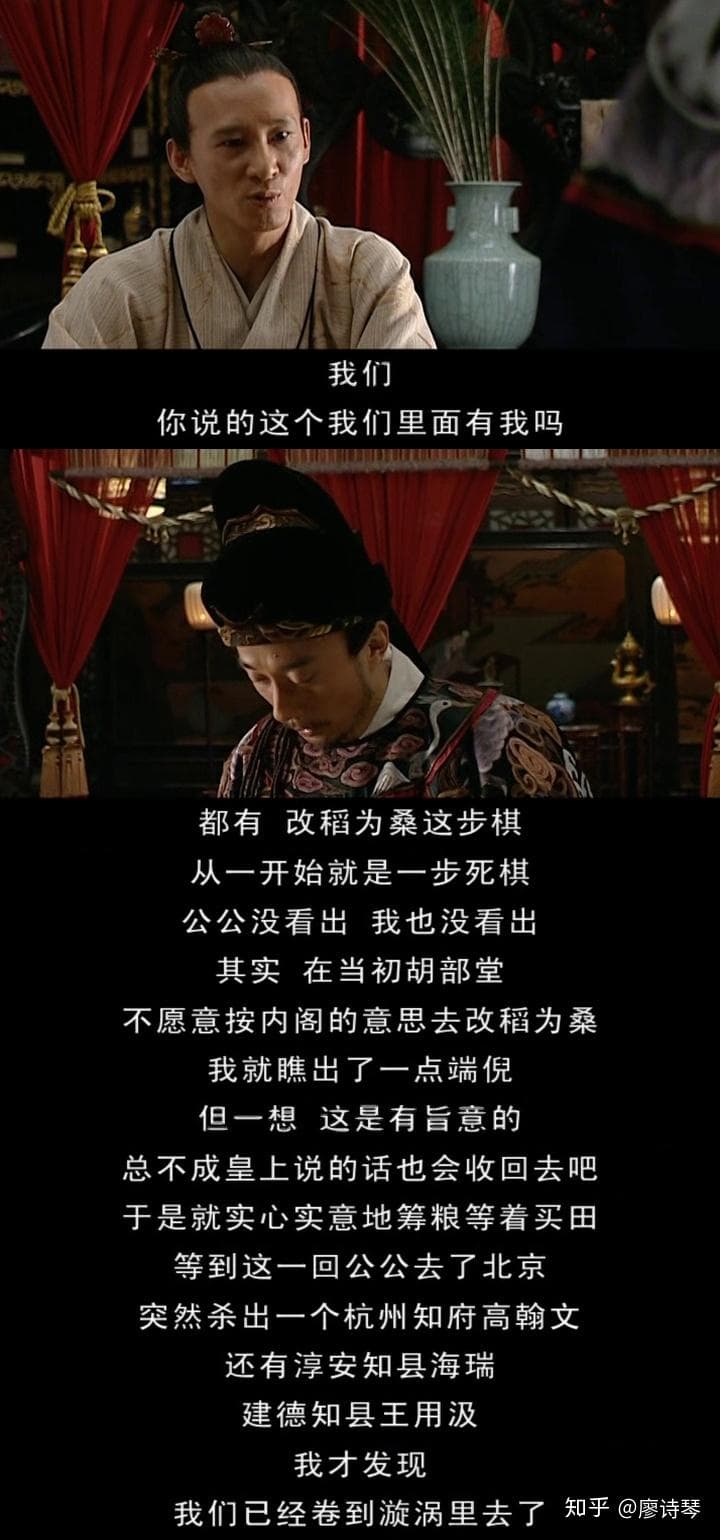 我们
你说的这个我们里面有我吗
都有 改稻为桑这步棋
从一开始就是一步死棋
公公没看出 我也没看出
其实 在当初胡部堂
不愿意按内阁的意思去改稻为桑
我就瞧出了一点端倪
但一想 这是有旨意的
总不成皇上说的话也会收回去吧
于是就实心实意地筹粮等着买田
等到这一回公公去了北京
突然杀出一个杭州知府高翰文
还有淳安知县海瑞
建德知县王用汲
我才发现
我们已经卷到漩涡里去了
知乎 @廖诗琴